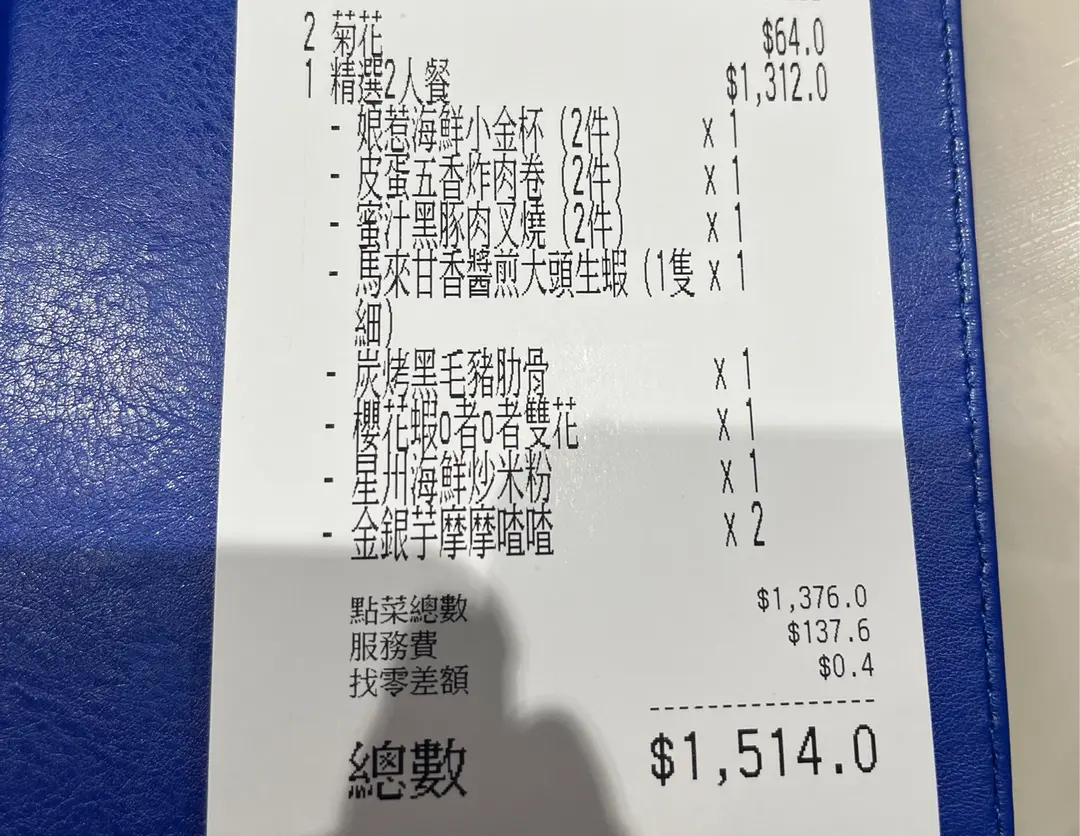 2 菊花 $64.0
1 精選2人餐 $1,312.0
- 娘惹海鮮小金杯 (2件) x 1
- 皮蛋五香炸肉卷 (2件) x 1
- 蜜汁黑豚肉叉燒 (2件) x 1
- 馬來甘香醬煎大頭生蝦 (1隻 x 1
細)
- 炭烤黑毛豬肋骨 x 1
- 櫻花蝦o者o者雙花 x 1
- 星州海鮮炒米粉 x 1
- 金銀芋摩摩喳喳 x 2
點菜總數 $1,376.0
服務費 $137.6
找零差額 $0.4
總數 $1,514.0